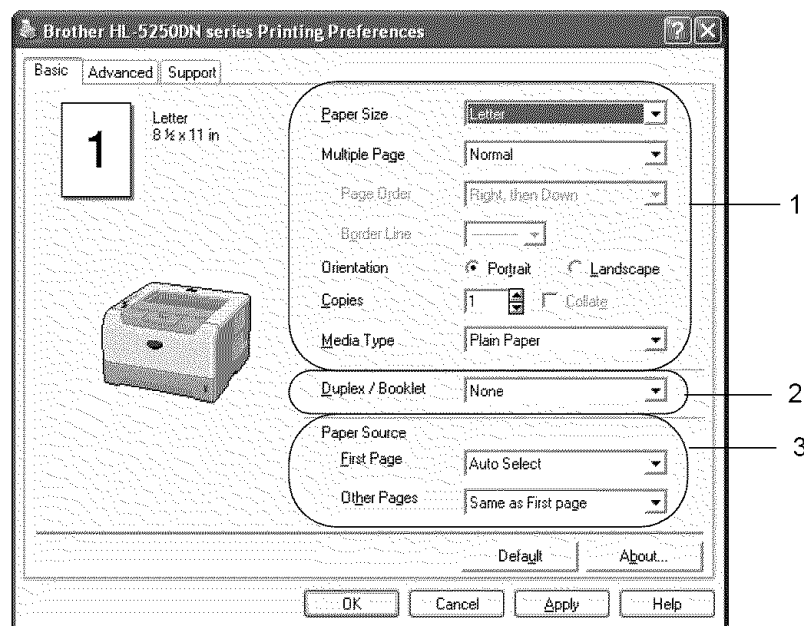 Brother HL-5250DN series Printing Preferences
Basic Advanced Support
1
Letter
8 ½ x 11 in
Paper Size Letter
Multiple Page Normal
Page Order Right, then Down
Border Line
Orientation Portrait Landscape
Copies 1 Collate
Media Type Plain Paper
1
Duplex / Booklet None
2
Paper Source
3
First Page Auto Select
Other Pages Same as First page
Default About...
OK Cancel Apply Help